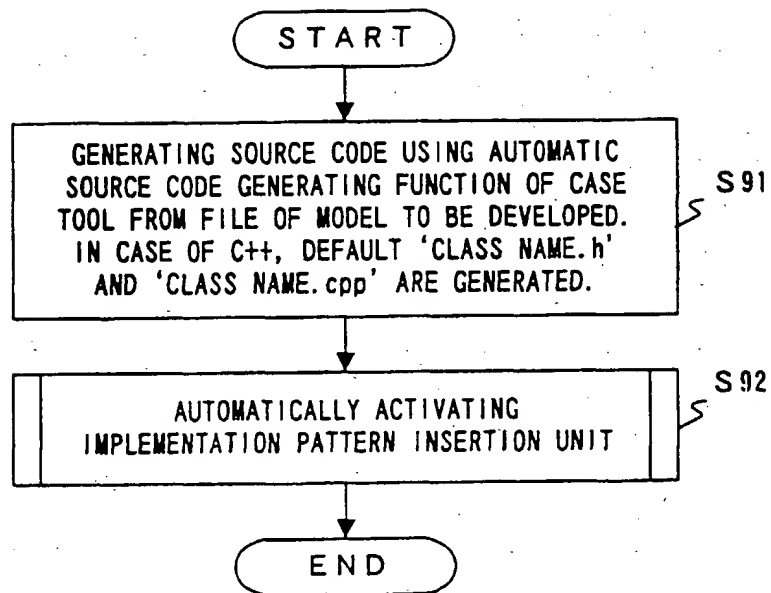 START
GENERATING SOURCE CODE USING AUTOMATIC
SOURCE CODE GENERATING FUNCTION OF CASE
TOOL FROM FILE OF MODEL TO BE DEVELOPED.
IN CASE OF C++, DEFAULT 'CLASS NAME.h'
AND 'CLASS NAME.cpp' ARE GENERATED.
S91
AUTOMATICALLY ACTIVATING
IMPLEMENTATION PATTERN INSERTION UNIT
S92
END